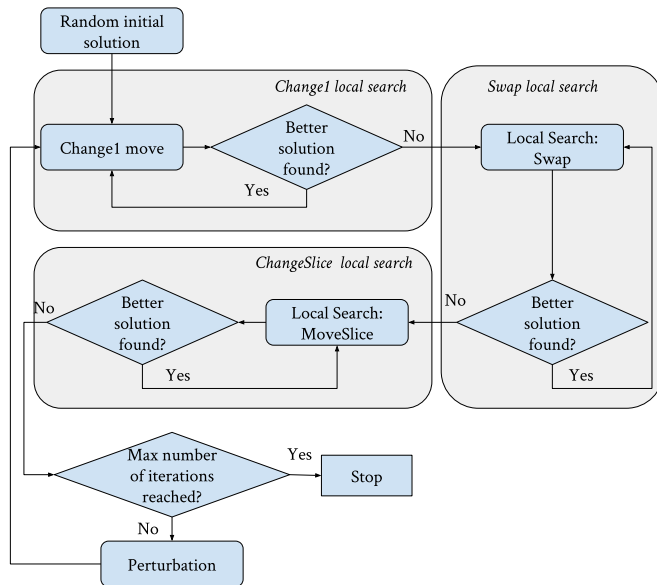 Random initial
solution
Change1 local search
Change1 move
Better
solution
found?
Yes
No
Swap local search
Local Search:
Swap
Better
solution
found?
Yes
No
ChangeSlice local search
Local Search:
MoveSlice
Better
solution
found?
Yes
No
Max number
of iterations
reached?
Yes
Stop
No
Perturbation